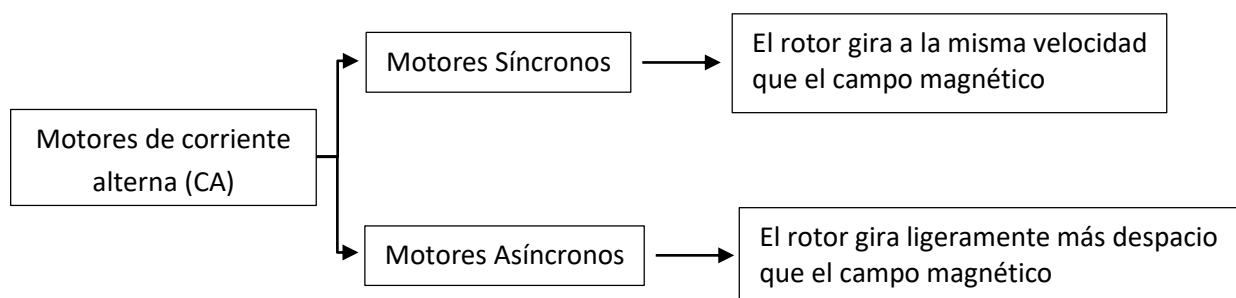 Motores de corriente
alterna (CA)
Motores Síncronos
El rotor gira a la misma velocidad
que el campo magnético
Motores Asíncronos
El rotor gira ligeramente más despacio
que el campo magnético